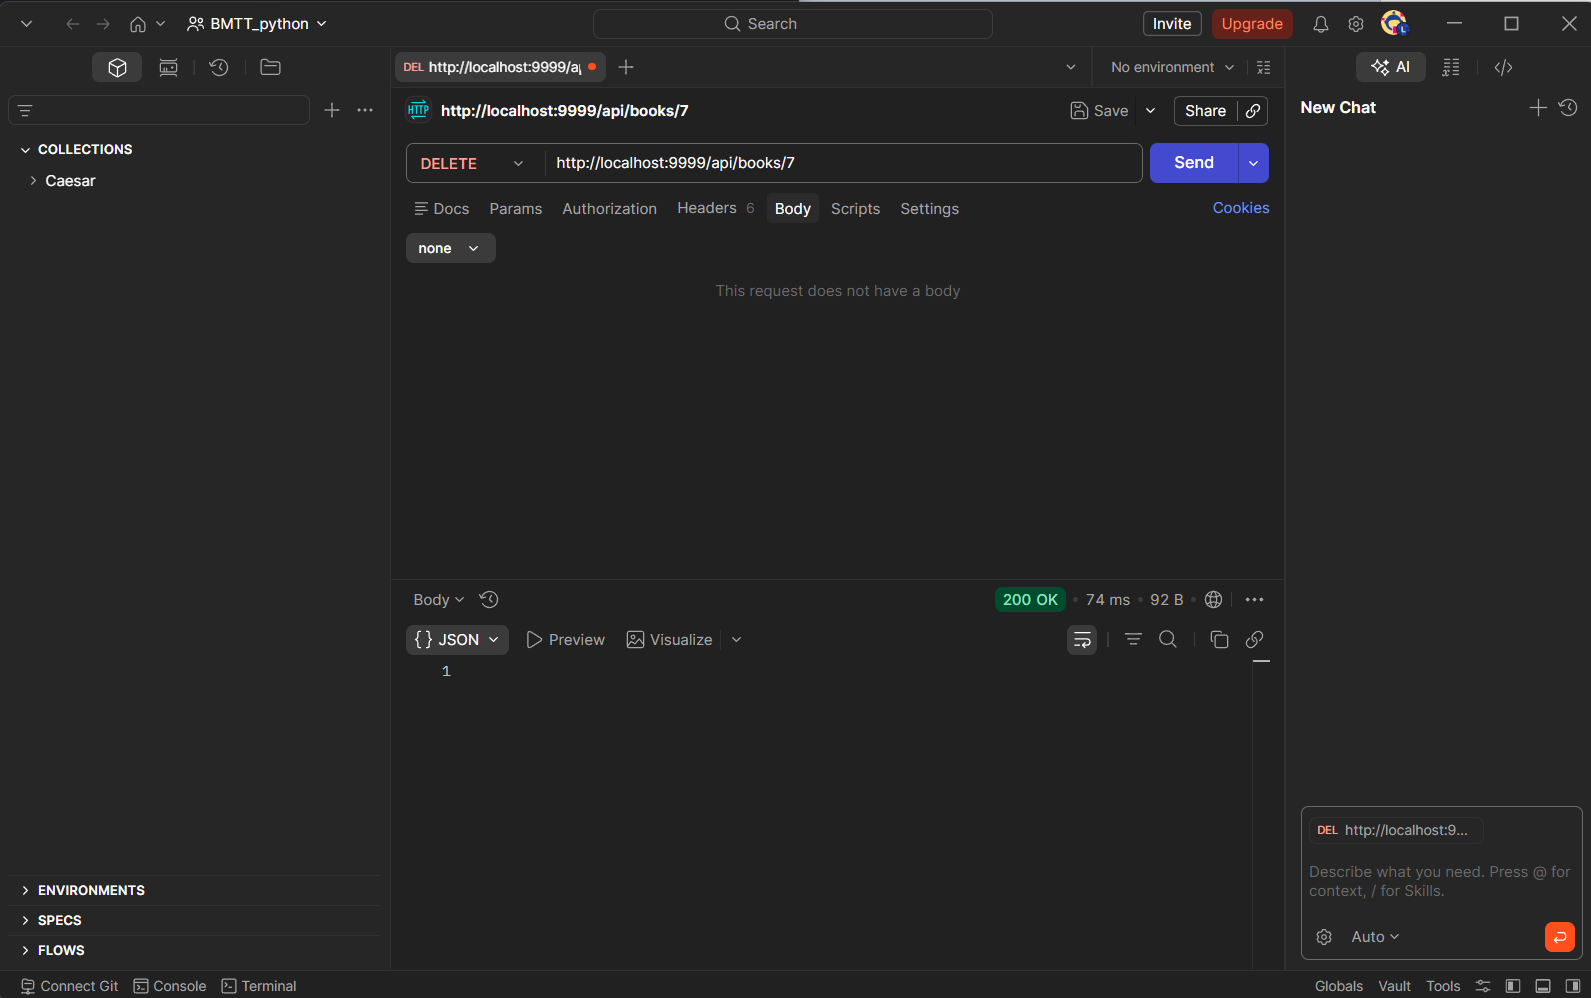 BMTT_python
Search
Invite
Upgrade
L
DEL http://localhost:9999/a
No environment
AI
HTTP http://localhost:9999/api/books/7
Save
Share
New Chat
COLLECTIONS
Caesar
DELETE
http://localhost:9999/api/books/7
Send
Docs
Params
Authorization
Headers 6
Body
Scripts
Settings
Cookies
none
This request does not have a body
Body
200 OK
74 ms
92 B
{ } JSON
Preview
Visualize
1
DEL http://localhost:9...
Describe what you need. Press @ for
context, / for Skills.
Auto
ENVIRONMENTS
SPECS
FLOWS
Connect Git
Console
Terminal
Globals
Vault
Tools